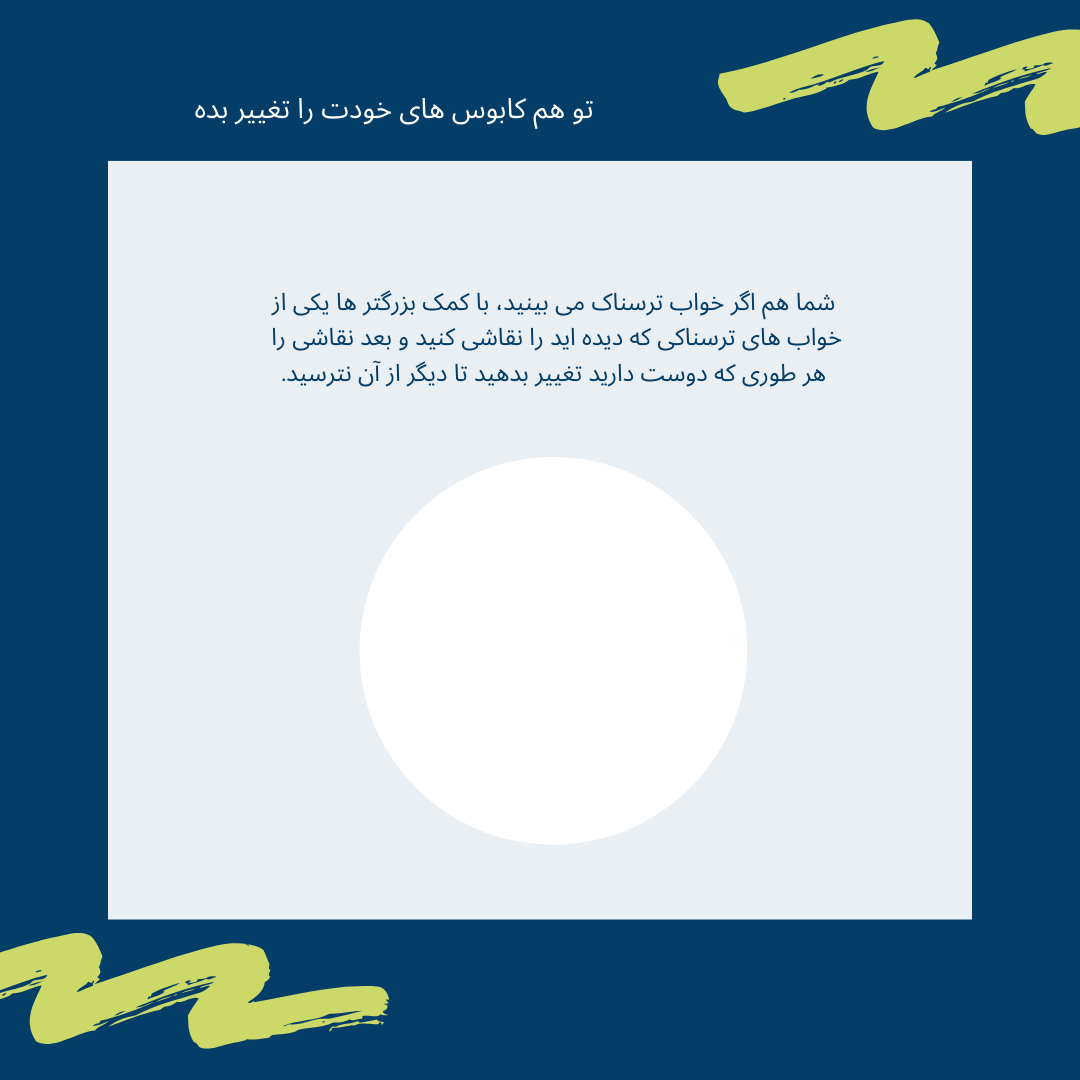 تو هم کابوس های خودت را تغییر بده
شما هم اگر خواب ترسناک می بینید، با کمک بزرگتر ها یکی از
خواب های ترسناکی که دیده اید را نقاشی کنید و بعد نقاشی را
هر طوری که دوست دارید تغییر بدهید تا دیگر از آن نترسید.